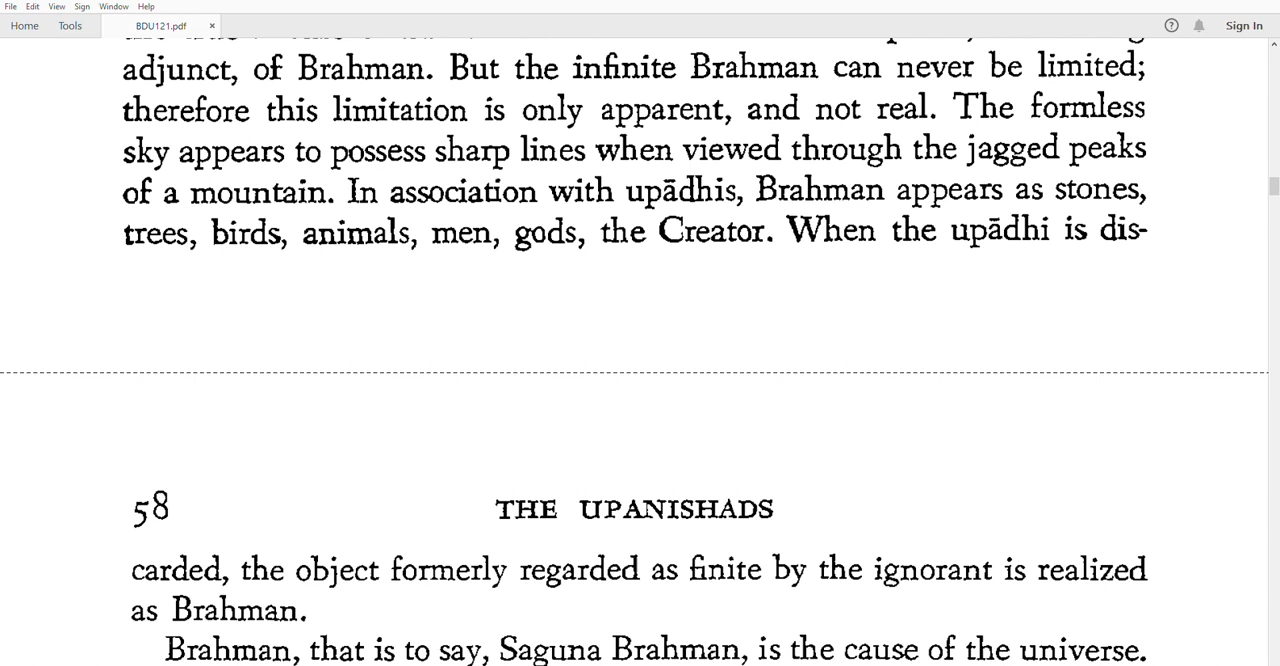 File Edit View Sign Window Help
Home Tools BDU121.pdf × ? Sign In
adjunct, of Brahman. But the infinite Brahman can never be limited;
therefore this limitation is only apparent, and not real. The formless
sky appears to possess sharp lines when viewed through the jagged peaks
of a mountain. In association with upādhis, Brahman appears as stones,
trees, birds, animals, men, gods, the Creator. When the upādhi is dis-
58 THE UPANISHADS
carded, the object formerly regarded as finite by the ignorant is realized
as Brahman.
Brahman, that is to say, Saguna Brahman, is the cause of the universe.